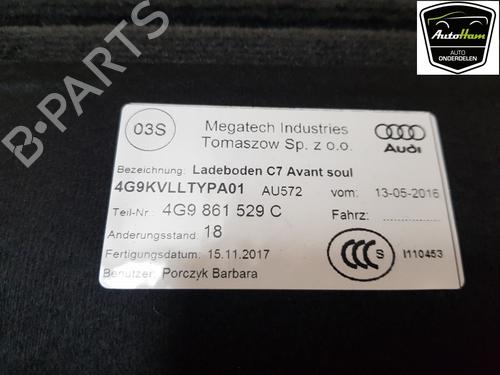 AutoHam
AUTO
ONDERDELEN
B-PARTS
03S
Megatech Industries
Tomaszow Sp. z o.o.
Audi
Bezeichnung: Ladeboden C7 Avant soul
4G9KVLLTYPA01 AU572 vom: 13-05-2016
Teil-Nr. 4G9 861 529 C Fahrz:
Änderungsstand: 18
Fertigungsdatum: 15.11.2017
Benutzer: Porczyk Barbara
CCC S
I110453